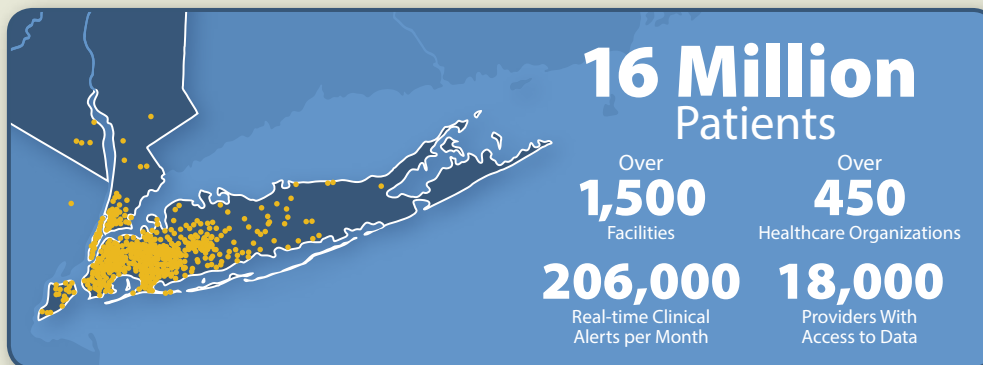 16 Million
Patients
Over
1,500
Facilities
Over
450
Healthcare Organizations
206,000
Real-time Clinical
Alerts per Month
18,000
Providers With
Access to Data